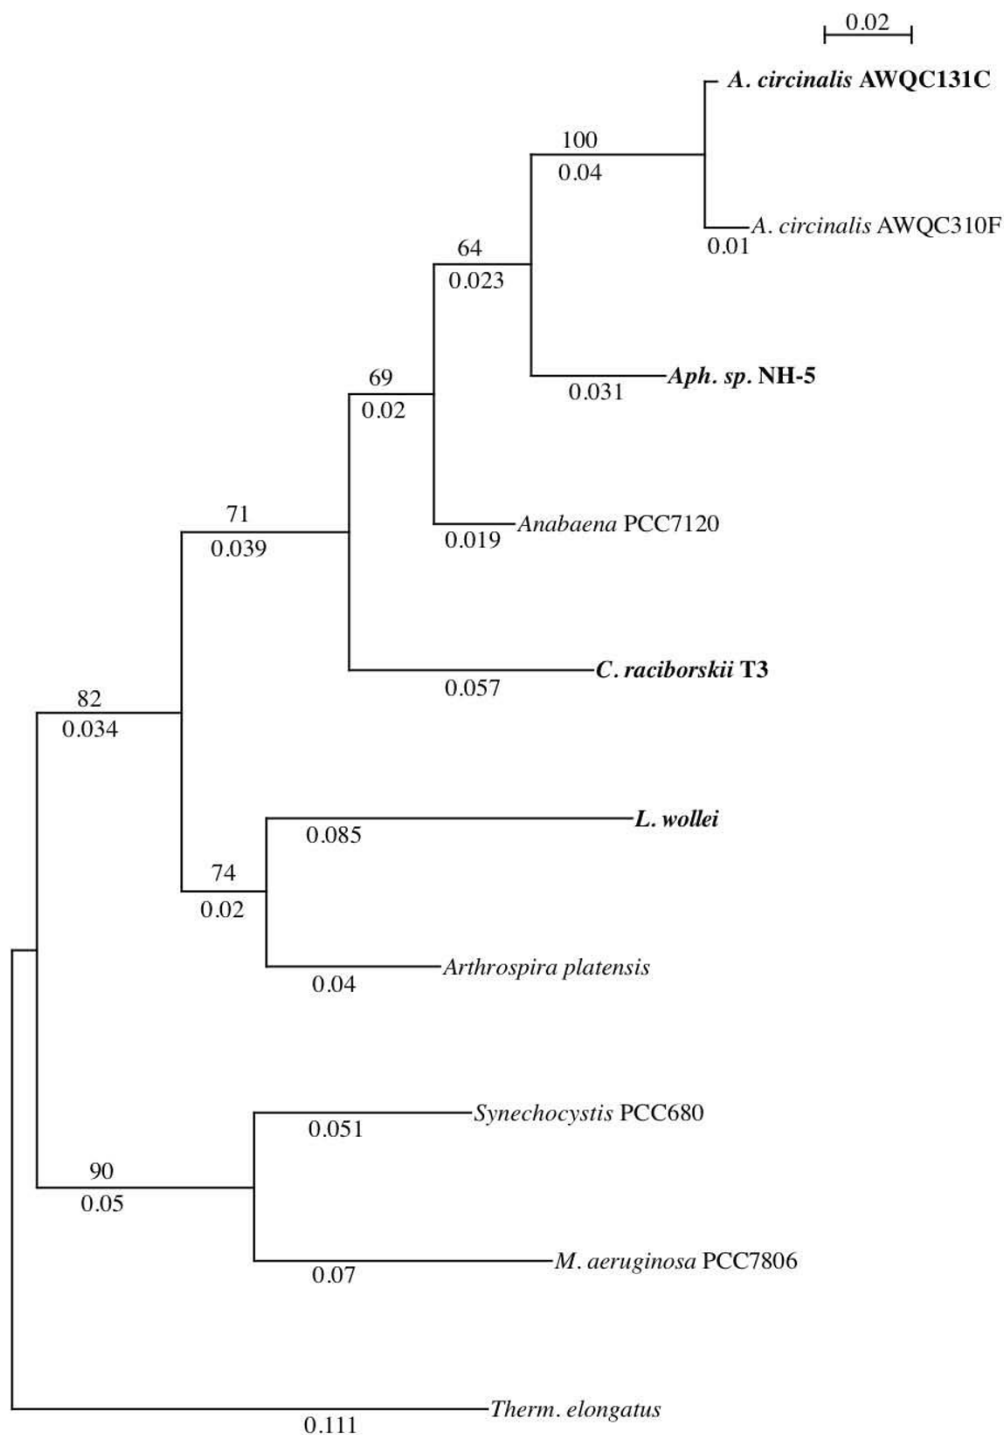 0.02
A. circinalis AWQC131C
100
0.04
A. circinalis AWQC310F
0.01
64
0.023
Aph. sp. NH-5
0.031
69
0.02
Anabaena PCC7120
0.019
71
0.039
C. raciborskii T3
0.057
82
0.034
L. wollei
0.085
74
0.02
Arthrospira platensis
0.04
Synechocystis PCC680
0.051
90
0.05
M. aeruginosa PCC7806
0.07
Therm. elongatus
0.111